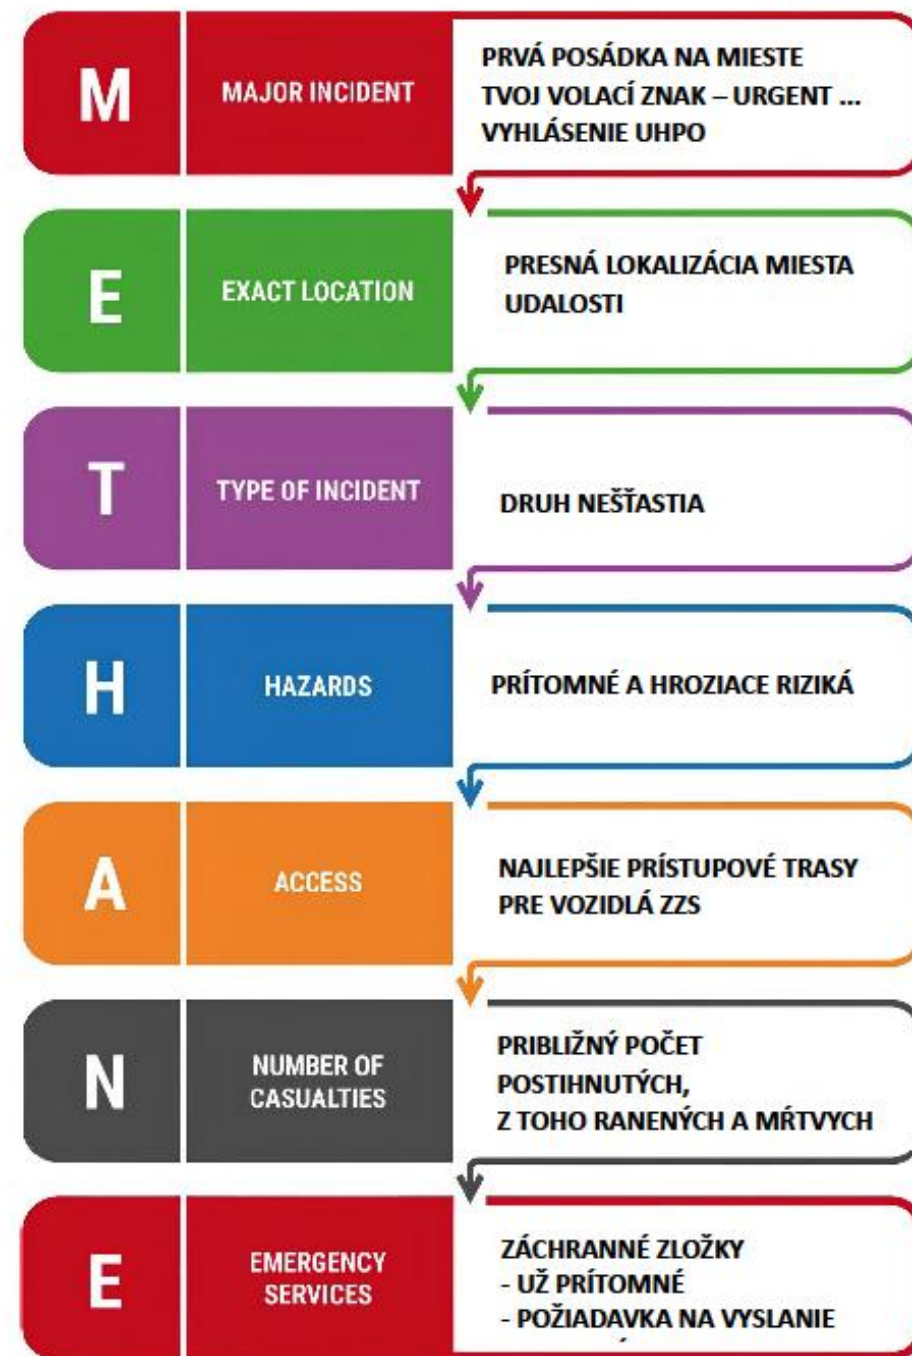 M
MAJOR INCIDENT
PRVÁ POSÁDKA NA MIESTE
TVOJ VOLACÍ ZNAK – URGENT ...
VYHLÁSENIE UHPO
E
EXACT LOCATION
PRESNÁ LOKALIZÁCIA MIESTA
UDALOSTI
T
TYPE OF INCIDENT
DRUH NEŠŤASTIA
H
HAZARDS
PRÍTOMNÉ A HROZIACE RIZIKÁ
A
ACCESS
NAJLEPŠIE PRÍSTUPOVÉ TRASY
PRE VOZIDLÁ ZZS
N
NUMBER OF
CASUALTIES
PRIBLIŽNÝ POČET
POSTIHNUTÝCH,
Z TOHO RANENÝCH A MŔTVYCH
E
EMERGENCY
SERVICES
ZÁCHRANNÉ ZLOŽKY
- UŽ PRÍTOMNÉ
- POŽIADAVKA NA VYSLANIE